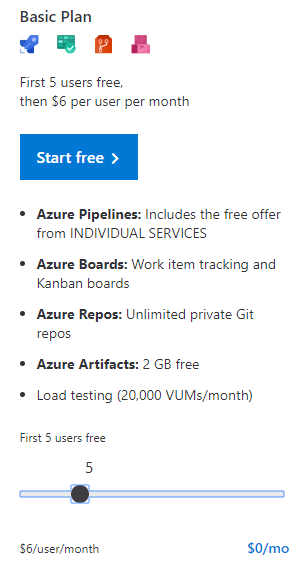 Basic Plan
First 5 users free,
then $6 per user per month
Start free
Azure Pipelines: Includes the free offer
from INDIVIDUAL SERVICES
Azure Boards: Work item tracking and
Kanban boards
Azure Repos: Unlimited private Git
repos
Azure Artifacts: 2 GB free
Load testing (20,000 VUMs/month)
First 5 users free
5
$6/user/month $0/mo